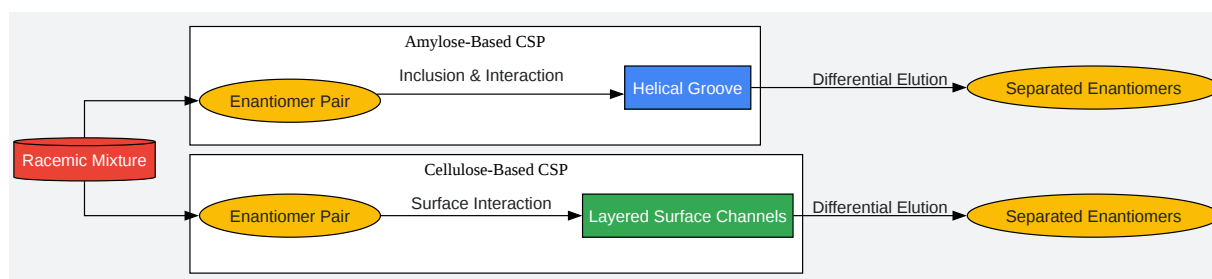 Amylose-Based CSP
Inclusion & Interaction
Differential Elution
Enantiomer Pair
Helical Groove
Separated Enantiomers
Racemic Mixture
Cellulose-Based CSP
Surface Interaction
Differential Elution
Enantiomer Pair
Layered Surface Channels
Separated Enantiomers